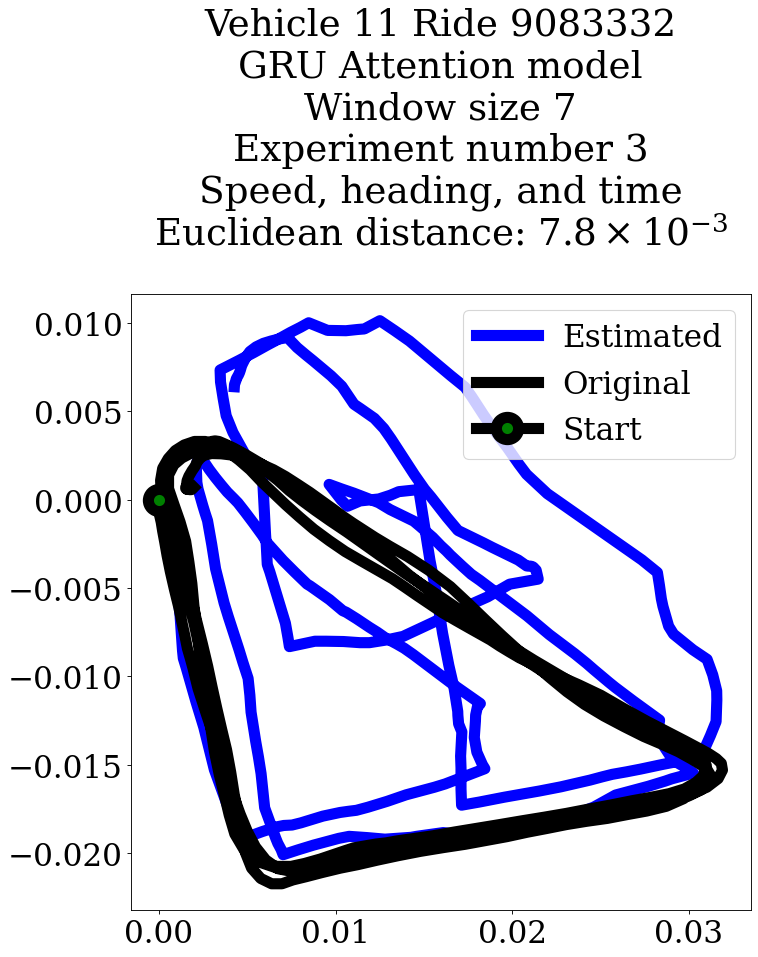 Vehicle 11 Ride 9083332
GRU Attention model
Window size 7
Experiment number 3
Speed, heading, and time
Euclidean distance: 7.8 × 10⁻³
Estimated
Original
Start
0.010
0.005
0.000
−0.005
−0.010
−0.015
−0.020
0.00 0.01 0.02 0.03